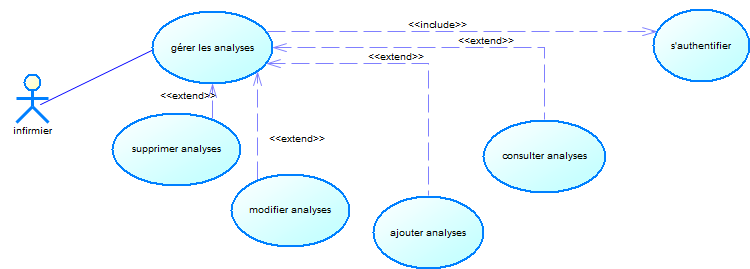 <<include>>
gérer les analyses
s'authentifier
<<extend>>
<<extend>>
<<extend>>
infirmier
<<extend>>
supprimer analyses
consulter analyses
modifier analyses
ajouter analyses